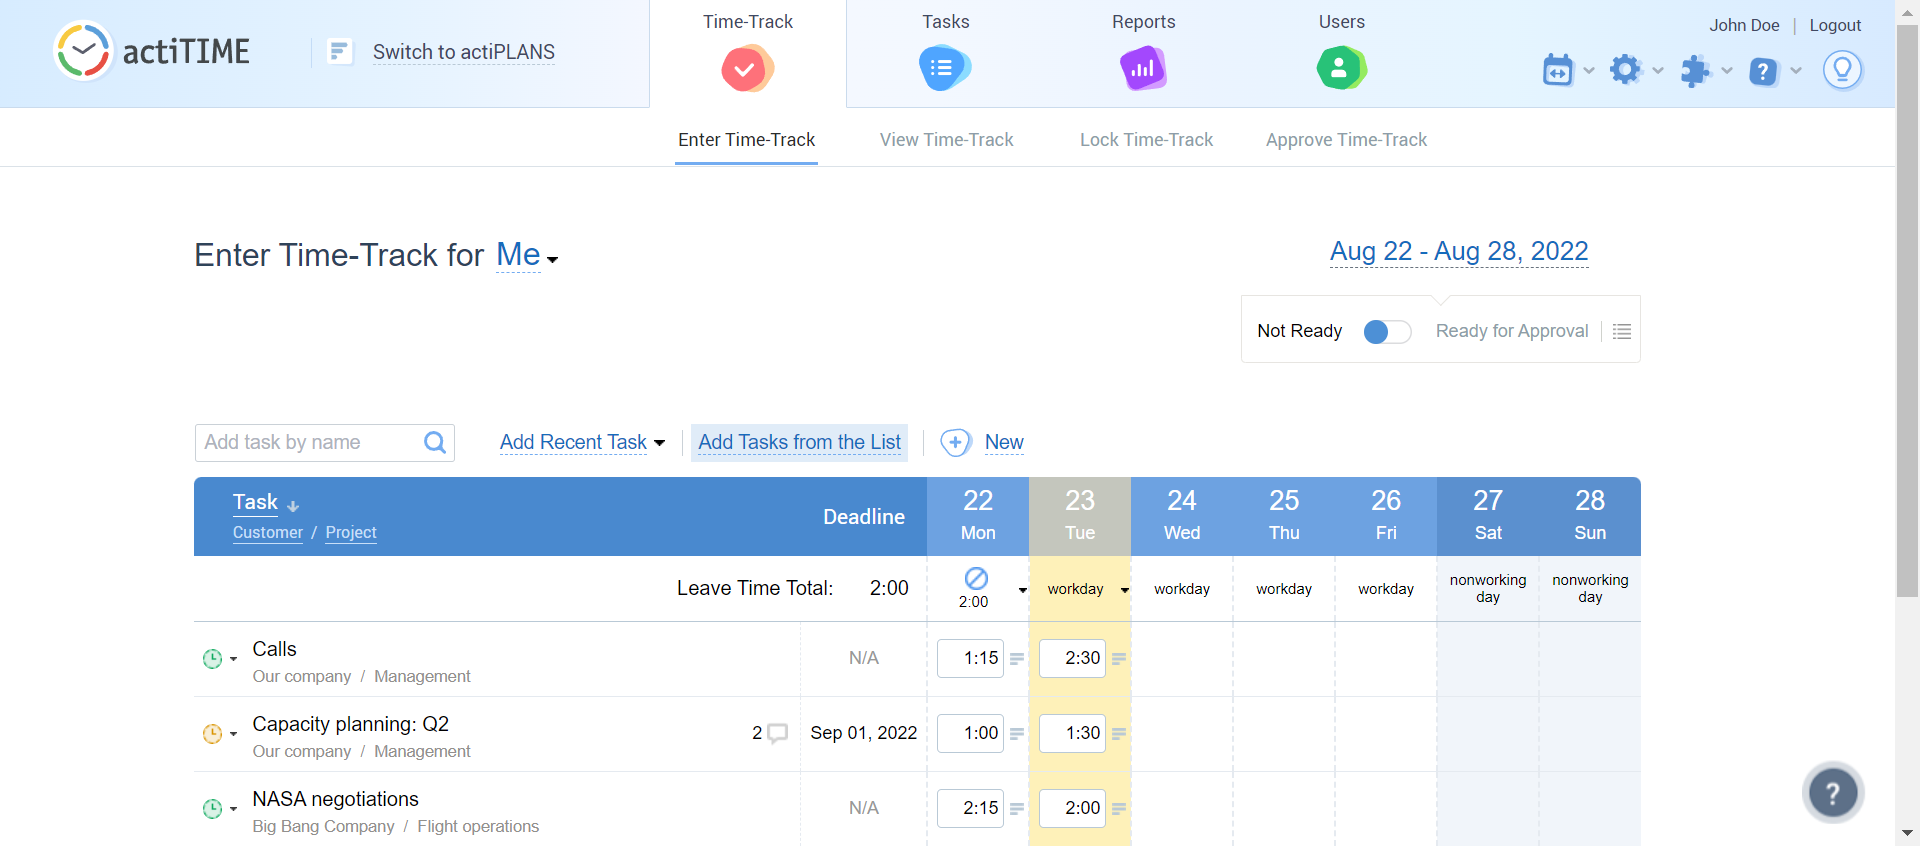 actiTIME
Switch to actiPLANS
Time-Track
Tasks
Reports
Users
John Doe | Logout
Enter Time-Track
View Time-Track
Lock Time-Track
Approve Time-Track
Enter Time-Track for Me
Aug 22 - Aug 28, 2022
Not Ready
Ready for Approval
Add task by name
Add Recent Task
Add Tasks from the List
New
Task
Customer / Project
Deadline
22 Mon
23 Tue
24 Wed
25 Thu
26 Fri
27 Sat
28 Sun
Leave Time Total: 2:00
2:00
workday
workday
workday
workday
nonworking day
nonworking day
Calls
Our company / Management
N/A
1:15
2:30
Capacity planning: Q2
Our company / Management
2
Sep 01, 2022
1:00
1:30
NASA negotiations
Big Bang Company / Flight operations
N/A
2:15
2:00
?
?